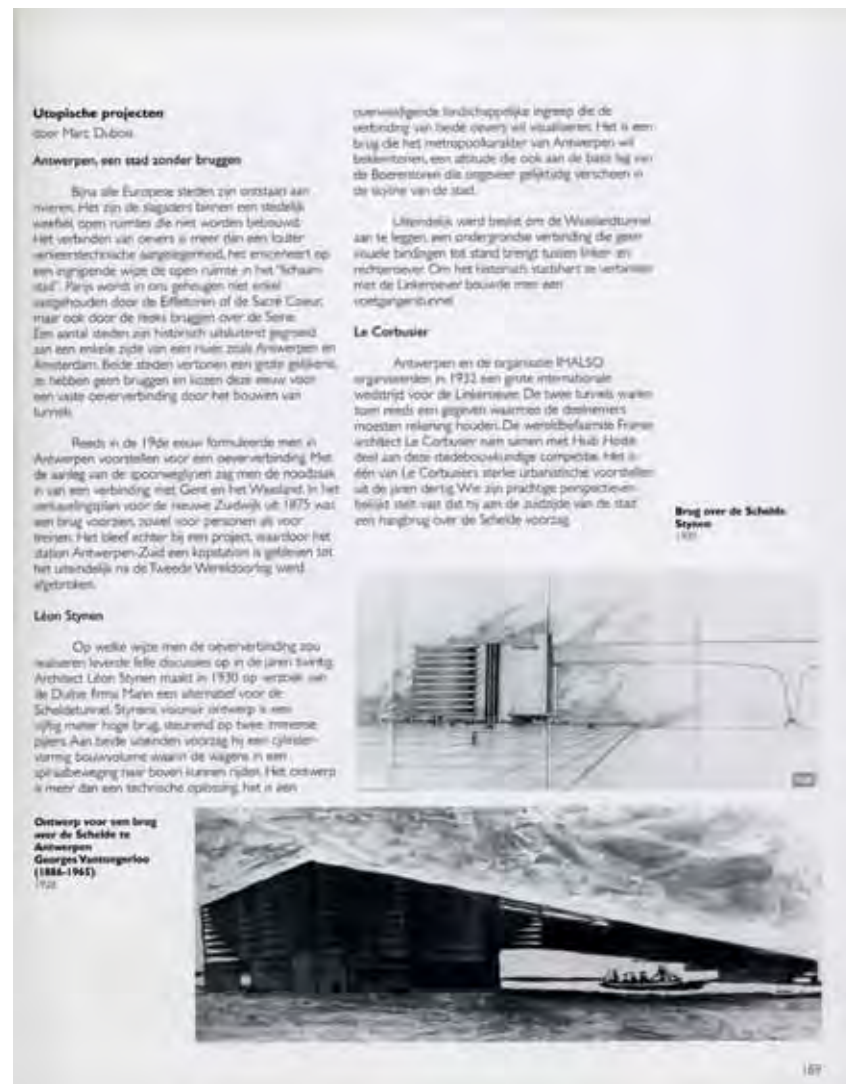 Utopische projecten
door Marc Dubois
Antwerpen, een stad zonder bruggen
Bijna alle Europese steden zijn ontstaan aan
rivieren. Het zijn de slagaders binnen een stedelijk
weefsel, open ruimtes die niet worden bebouwd.
Het verbinden van oevers is meer dan een louter
verkeerstechnische aangelegenheid, het
een ingrijpende wijze de open ruimte in het "lichaam
stad". Parijs wordt in ons geheugen niet enkel
vastgehouden door de Eiffeltoren of de Sacré Coeur,
maar ook door de reeks bruggen over de Seine.
Een aantal steden zijn historisch uitsluitend gegroeid
aan een enkele zijde van een rivier, zoals Antwerpen en
Amsterdam. Beide steden vertonen een grote gelijkenis,
ze hebben geen bruggen en kozen deze eeuw voor
een vaste oeververbinding door het bouwen van
tunnels.
Reeds in de 19de eeuw formuleerde men in
Antwerpen voorstellen voor een oeververbinding. Met
de aanleg van de spoorweglijnen zag men de noodzaak
in van een verbinding met Gent en het Waasland. In het
verkavelingsplan voor de nieuwe Zuidwijk uit 1875 was
een brug voorzien, zowel voor personen als voor
treinen. Het bleef echter bij een project, waardoor het
station Antwerpen-Zuid een kopstation is gebleven tot
het uiteindelijk na de Tweede Wereldoorlog werd
afgebroken.
Léon Stynen
Op welke wijze men de oeververbinding zou
realiseren leverde felle discussies op in de jaren twintig.
Architect Léon Stynen maakt in 1930 op verzoek van
de Duitse firma Mann een alternatief voor de
Scheldetunnel. Stynens visionair ontwerp is een
vijftig meter hoge brug, steunend op twee immense
pijlers. Aan beide uiteinden voorzag hij een cylinder-
vormig bouwvolume waarin de wagens in een
spiraalbeweging naar boven kunnen rijden. Het ontwerp
is meer dan een technische oplossing, het is een
overweldigende landschappelijke ingreep die de
verbinding van beide oevers wil visualiseren. Het is een
brug die het metropoolkarakter van Antwerpen wil
beklemtonen, een attitude die ook aan de basis lag van
de Boerentoren die ongeveer gelijktijdig verscheen in
de skyline van de stad.
Uiteindelijk werd beslist om de Waaslandtunnel
aan te leggen, een ondergrondse verbinding die geen
visuele bindingen tot stand brengt tussen linker- en
rechteroever. Om het historisch stadshart te verbinden
met de Linkeroever bouwde men een
voetgangerstunnel.
Le Corbusier
Antwerpen en de organisatie IMALSO
organiseerden in 1932 een grote internationale
wedstrijd voor de Linkeroever. De twee tunnels waren
toen reeds een gegeven waarmee de deelnemers
moesten rekening houden. De wereldbefaamde Franse
architect Le Corbusier nam samen met Huib Hoste
deel aan deze stedebouwkundige competitie. Het is
één van Le Corbusiers sterke urbanistische voorstellen
uit de jaren dertig. Wie zijn prachtige perspectieven
bekijkt stelt vast dat hij aan de zuidzijde van de stad
een hangbrug over de Schelde voorzag.
Brug over de Schelde
Stynen
Ontwerp voor een brug
over de Schelde te
Antwerpen
Georges Vantongerloo
(1886-1965)
1928
169